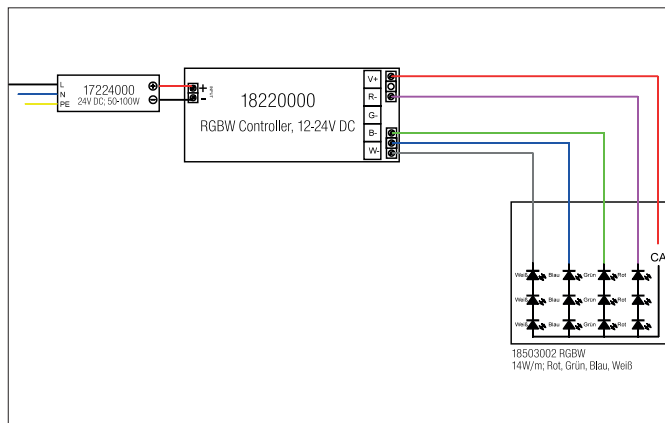 L
N
PE
17224000
24V DC; 50-100W
+
-
INPUT
18220000
RGBW Controller, 12-24V DC
V+
R-
G-
B-
W-
CA
Weiß Blau Grün Rot
Weiß Blau Grün Rot
Weiß Blau Grün Rot
18503002 RGBW
14W/m; Rot, Grün, Blau, Weiß